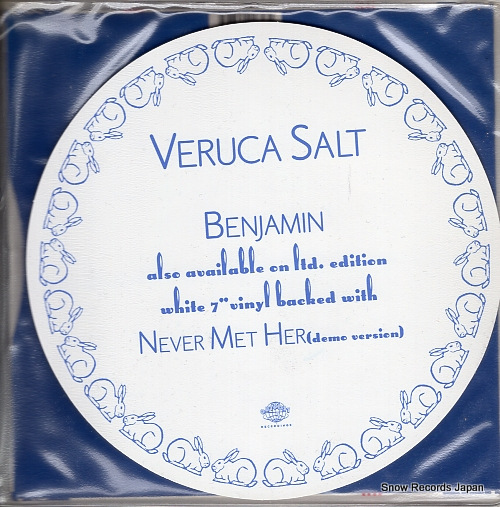 VERUCA SALT
BENJAMIN
also available on ltd. edition
white 7" vinyl backed with
NEVER MET HER (demo version)
RECORDINGS
Snow Records Japan